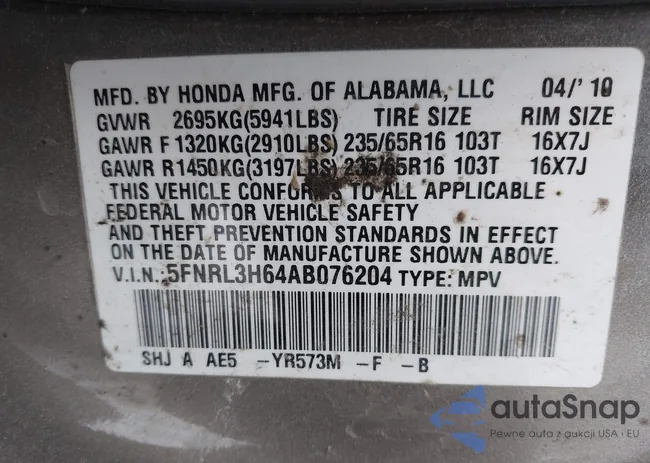 MFD. BY HONDA MFG. OF ALABAMA, LLC 04/'10
GVWR 2695KG(5941LBS) TIRE SIZE RIM SIZE
GAWR F 1320KG(2910LBS) 235/65R16 103T 16X7J
GAWR R1450KG(3197LBS) 235/65R16 103T 16X7J
THIS VEHICLE CONFORMS TO ALL APPLICABLE
FEDERAL MOTOR VEHICLE SAFETY
AND THEFT PREVENTION STANDARDS IN EFFECT
ON THE DATE OF MANUFACTURE SHOWN ABOVE.
V.I.N.: 5FNRL3H64AB076204 TYPE: MPV
SHJ A AE5 -YR573M -F -B
autaSnap
Pewne auta z aukcji USA i EU